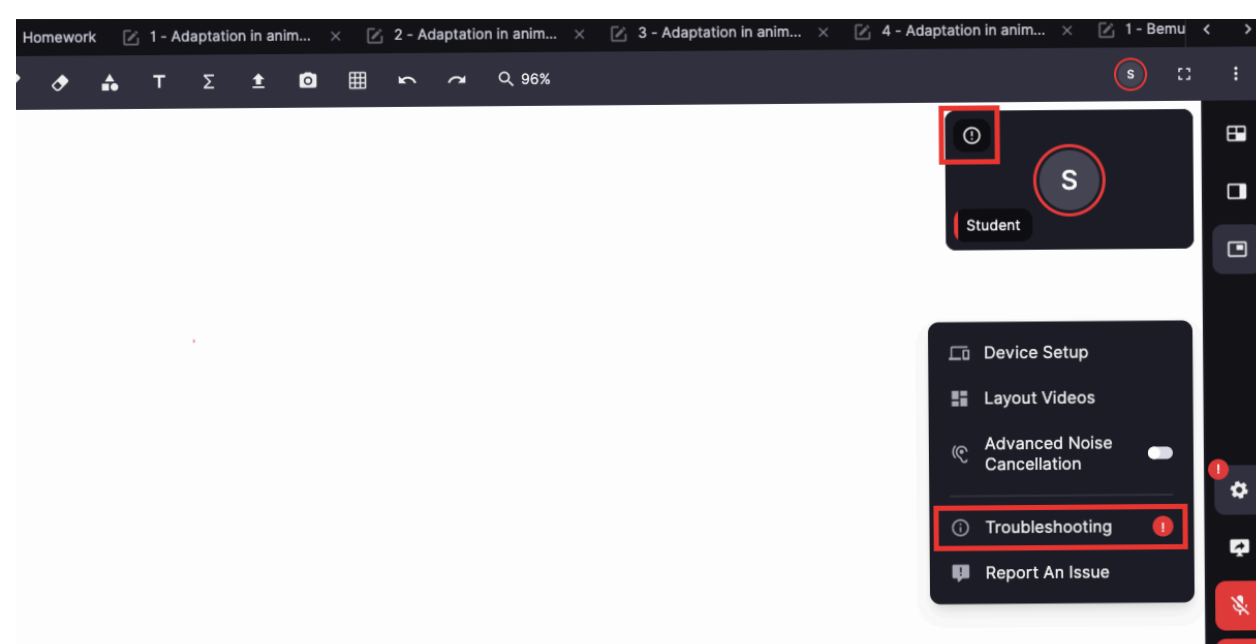 Homework 1 - Adaptation in anim... 2 - Adaptation in anim... 3 - Adaptation in anim... 4 - Adaptation in anim... 1 - Bemu
T Σ 96% S
S
Student
Device Setup
Layout Videos
Advanced Noise
Cancellation
Troubleshooting
Report An Issue